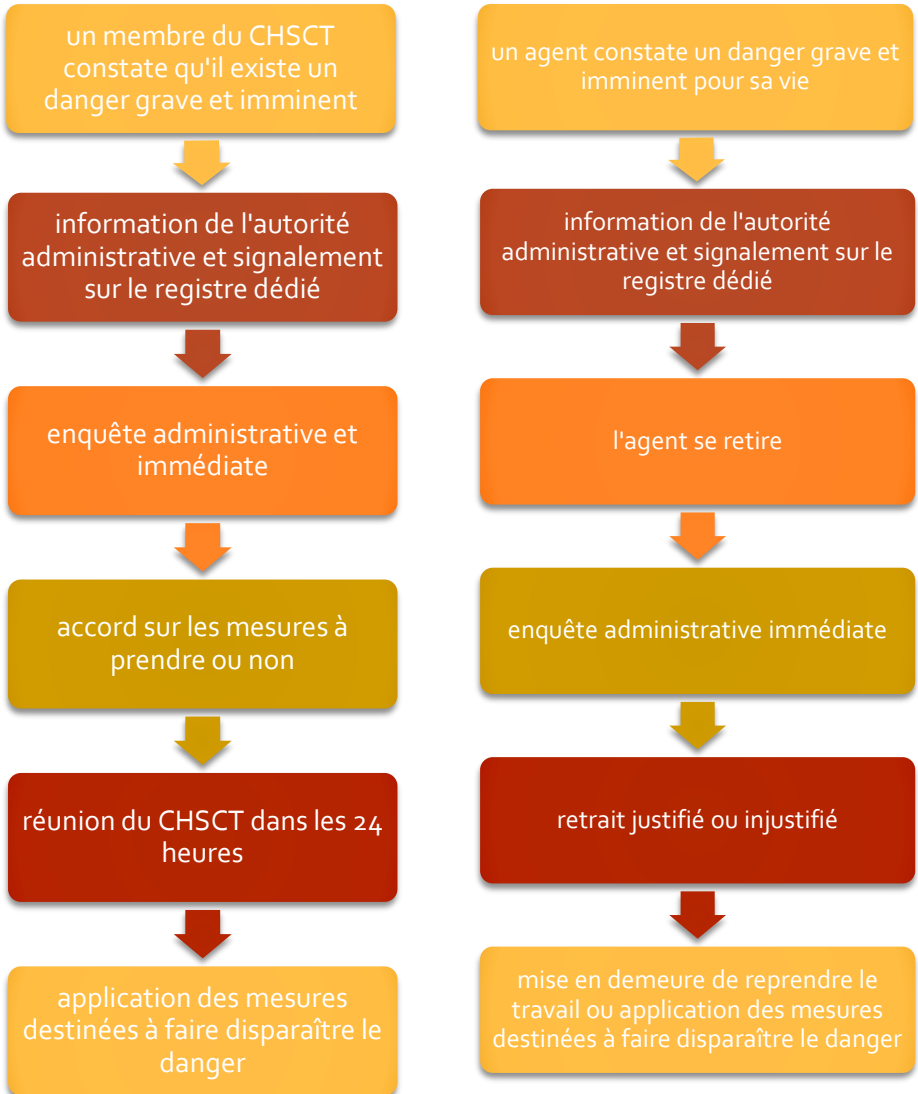 un membre du CHSCT
constate qu'il existe un
danger grave et imminent
information de l'autorité
administrative et signalement
sur le registre dédié
enquête administrative et
immédiate
accord sur les mesures à
prendre ou non
réunion du CHSCT dans les 24
heures
application des mesures
destinées à faire disparaître le
danger
un agent constate un danger grave et
imminent pour sa vie
information de l'autorité
administrative et signalement sur le
registre dédié
l'agent se retire
enquête administrative immédiate
retrait justifié ou injustifié
mise en demeure de reprendre le
travail ou application des mesures
destinées à faire disparaître le danger